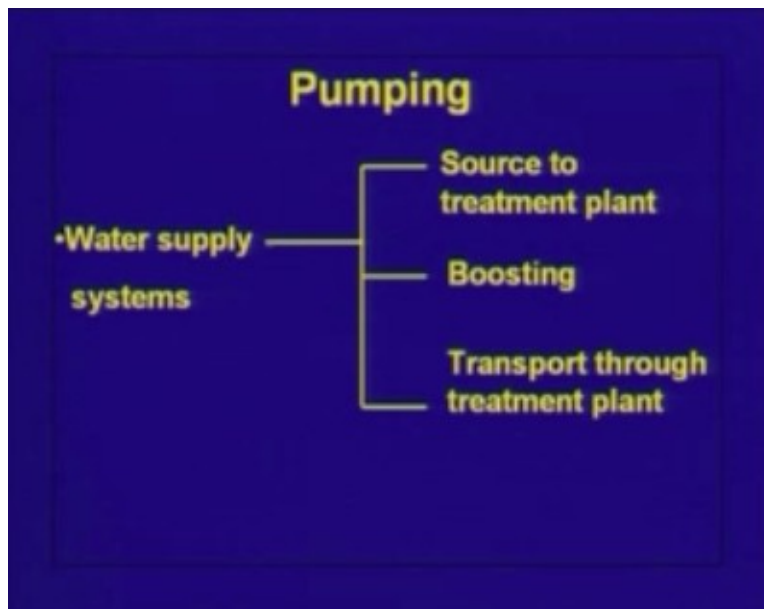 Pumping
•Water supply
systems
Source to
treatment plant
Boosting
Transport through
treatment plant